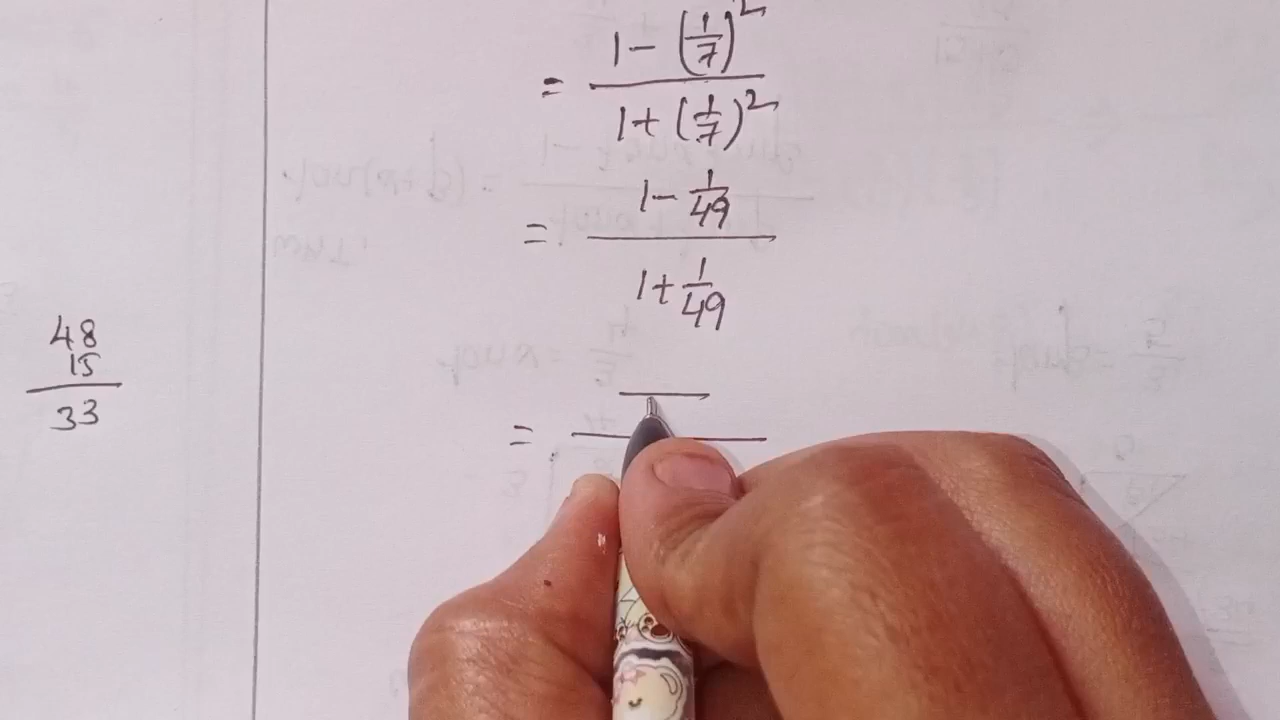 = (1 - (1/7)^2) / (1 + (1/7)^2)
= (1 - 1/49) / (1 + 1/49)
=
48
15
33